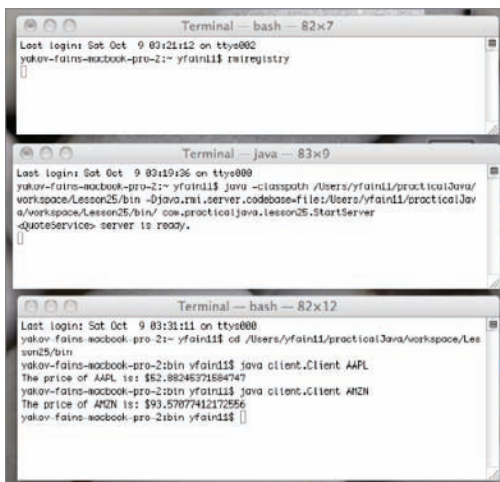 Terminal — bash — 82×7
Last login: Sat Oct 9 03:21:12 on ttys002
yakov-fains-macbook-pro-2:~ yfain11$ rmiregistry
Terminal — java — 83×9
Last login: Sat Oct 9 03:19:36 on ttys000
yakov-fains-macbook-pro-2:~ yfain11$ java -classpath /Users/yfain11/practicalJava/
workspace/Lesson25/bin -Djava.rmi.server.codebase=file:/Users/yfain11/practicalJav
a/workspace/Lesson25/bin/ com.practicaljava.lesson25.StartServer
<QuoteService> server is ready.
Terminal — bash — 82×12
Last login: Sat Oct 9 03:31:11 on ttys000
yakov-fains-macbook-pro-2:~ yfain11$ cd /Users/yfain11/practicalJava/workspace/Les
son25/bin
yakov-fains-macbook-pro-2:bin yfain11$ java client.Client AAPL
The price of AAPL is: $52.88245371584747
yakov-fains-macbook-pro-2:bin yfain11$ java client.Client AMZN
The price of AMZN is: $93.57077412172556
yakov-fains-macbook-pro-2:bin yfain11$